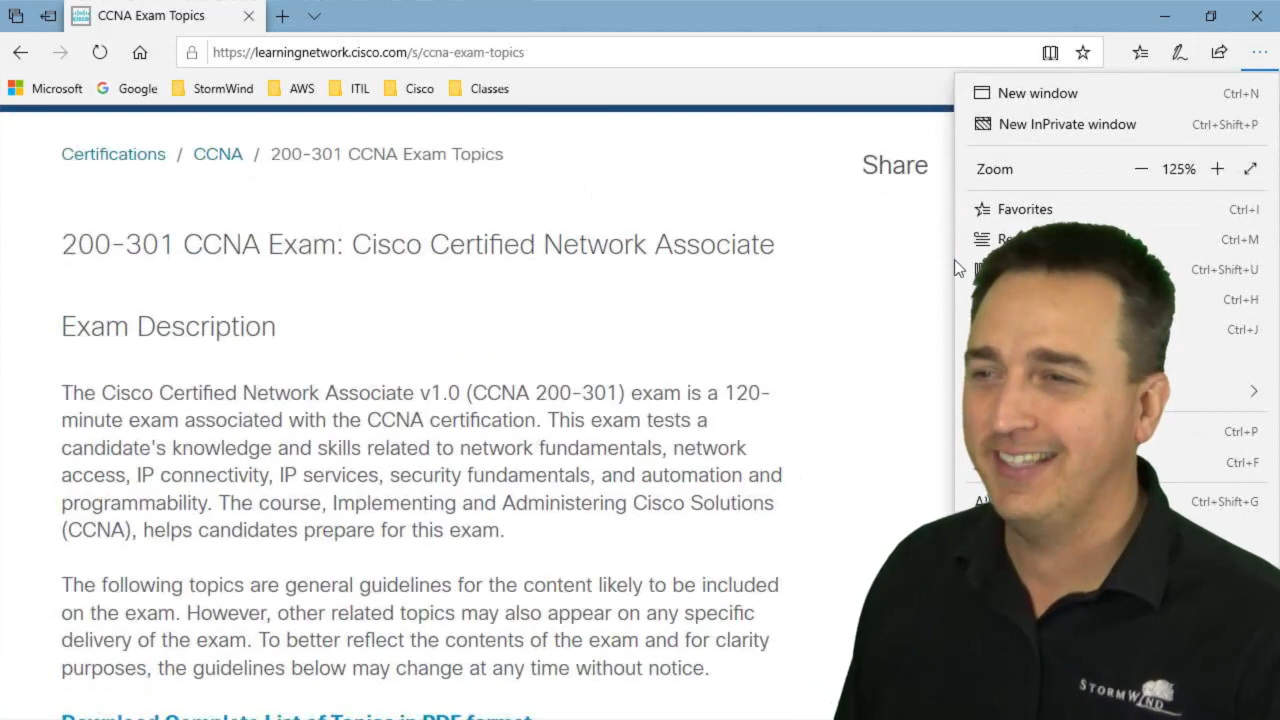 CCNA Exam Topics
https://learningnetwork.cisco.com/s/ccna-exam-topics
Microsoft Google StormWind AWS ITIL Cisco Classes
New window Ctrl+N
New InPrivate window Ctrl+Shift+P
Zoom 125%
Favorites Ctrl+I
Ctrl+M
Ctrl+Shift+U
Ctrl+H
Ctrl+J
Ctrl+P
Ctrl+F
Ctrl+Shift+G
Certifications / CCNA / 200-301 CCNA Exam Topics
Share
200-301 CCNA Exam: Cisco Certified Network Associate
Exam Description
The Cisco Certified Network Associate v1.0 (CCNA 200-301) exam is a 120-
minute exam associated with the CCNA certification. This exam tests a
candidate's knowledge and skills related to network fundamentals, network
access, IP connectivity, IP services, security fundamentals, and automation and
programmability. The course, Implementing and Administering Cisco Solutions
(CCNA), helps candidates prepare for this exam.
The following topics are general guidelines for the content likely to be included
on the exam. However, other related topics may also appear on any specific
delivery of the exam. To better reflect the contents of the exam and for clarity
purposes, the guidelines below may change at any time without notice.
Download Complete List of Topics in PDF format
STORMWIND